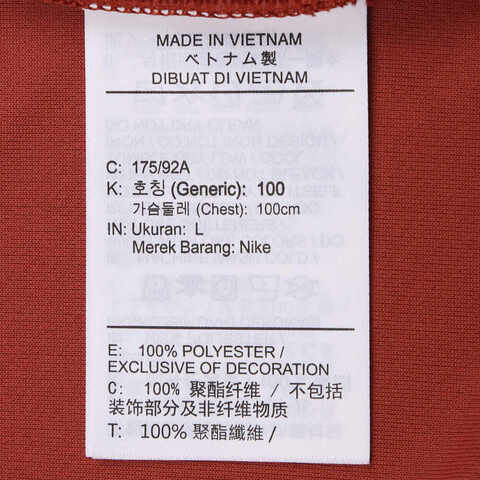 MADE IN VIETNAM
ベトナム製
DIBUAT DI VIETNAM
C: 175/92A
K: 호칭 (Generic): 100
가슴둘레 (Chest): 100cm
IN: Ukuran: L
Merek Barang: Nike
E: 100% POLYESTER /
EXCLUSIVE OF DECORATION
C: 100% 聚酯纤维 / 不包括
装饰部分及非纤维物质
T: 100% 聚酯纖維 /